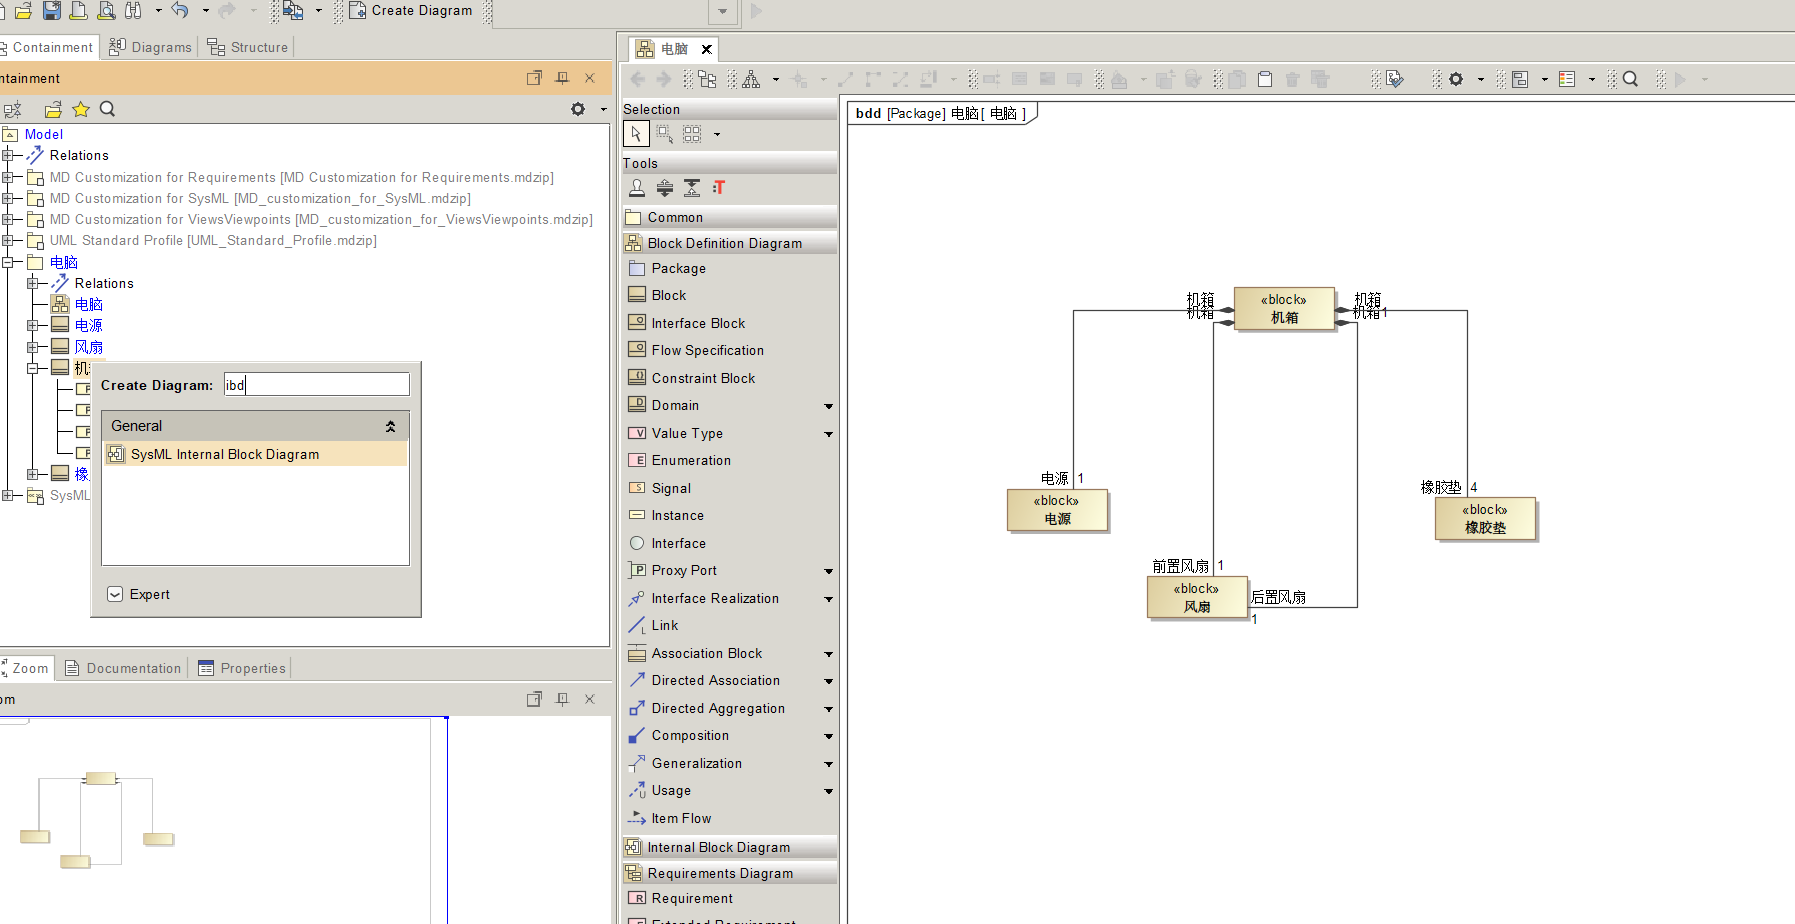 Create Diagram
Containment
Diagrams
Structure
ntainment
Model
Relations
MD Customization for Requirements [MD Customization for Requirements.mdzip]
MD Customization for SysML [MD_customization_for_SysML.mdzip]
MD Customization for ViewsViewpoints [MD_customization_for_ViewsViewpoints.mdzip]
UML Standard Profile [UML_Standard_Profile.mdzip]
电脑
Relations
电脑
电源
风扇
机
橡
SysML
Create Diagram: ibd
General
SysML Internal Block Diagram
Expert
Zoom
Documentation
Properties
om
电脑
Selection
Tools
Common
Block Definition Diagram
Package
Block
Interface Block
Flow Specification
Constraint Block
Domain
Value Type
Enumeration
Signal
Instance
Interface
Proxy Port
Interface Realization
Link
Association Block
Directed Association
Directed Aggregation
Composition
Generalization
Usage
Item Flow
Internal Block Diagram
Requirements Diagram
Requirement
bdd [Package] 电脑[ 电脑 ]
机箱
机箱
«block»
机箱
机箱
机箱1
电源 1
«block»
电源
橡胶垫 4
«block»
橡胶垫
前置风扇 1
«block»
风扇
后置风扇
1